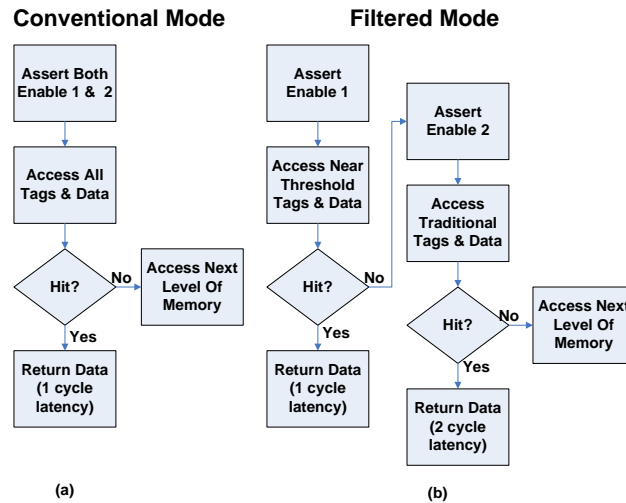 Conventional Mode
Assert Both
Enable 1 & 2
Access All
Tags & Data
Hit?
No
Access Next
Level Of
Memory
Yes
Return Data
(1 cycle
latency)
(a)
Filtered Mode
Assert
Enable 1
Access Near
Threshold
Tags & Data
Hit?
No
Yes
Return Data
(1 cycle
latency)
Assert
Enable 2
Access
Traditional
Tags & Data
Hit?
No
Access Next
Level Of
Memory
Yes
Return Data
(2 cycle
latency)
(b)